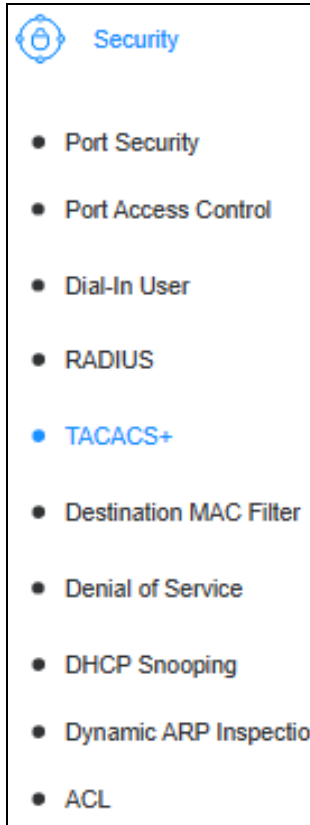 Security
Port Security
Port Access Control
Dial-In User
RADIUS
TACACS+
Destination MAC Filter
Denial of Service
DHCP Snooping
Dynamic ARP Inspectio
ACL